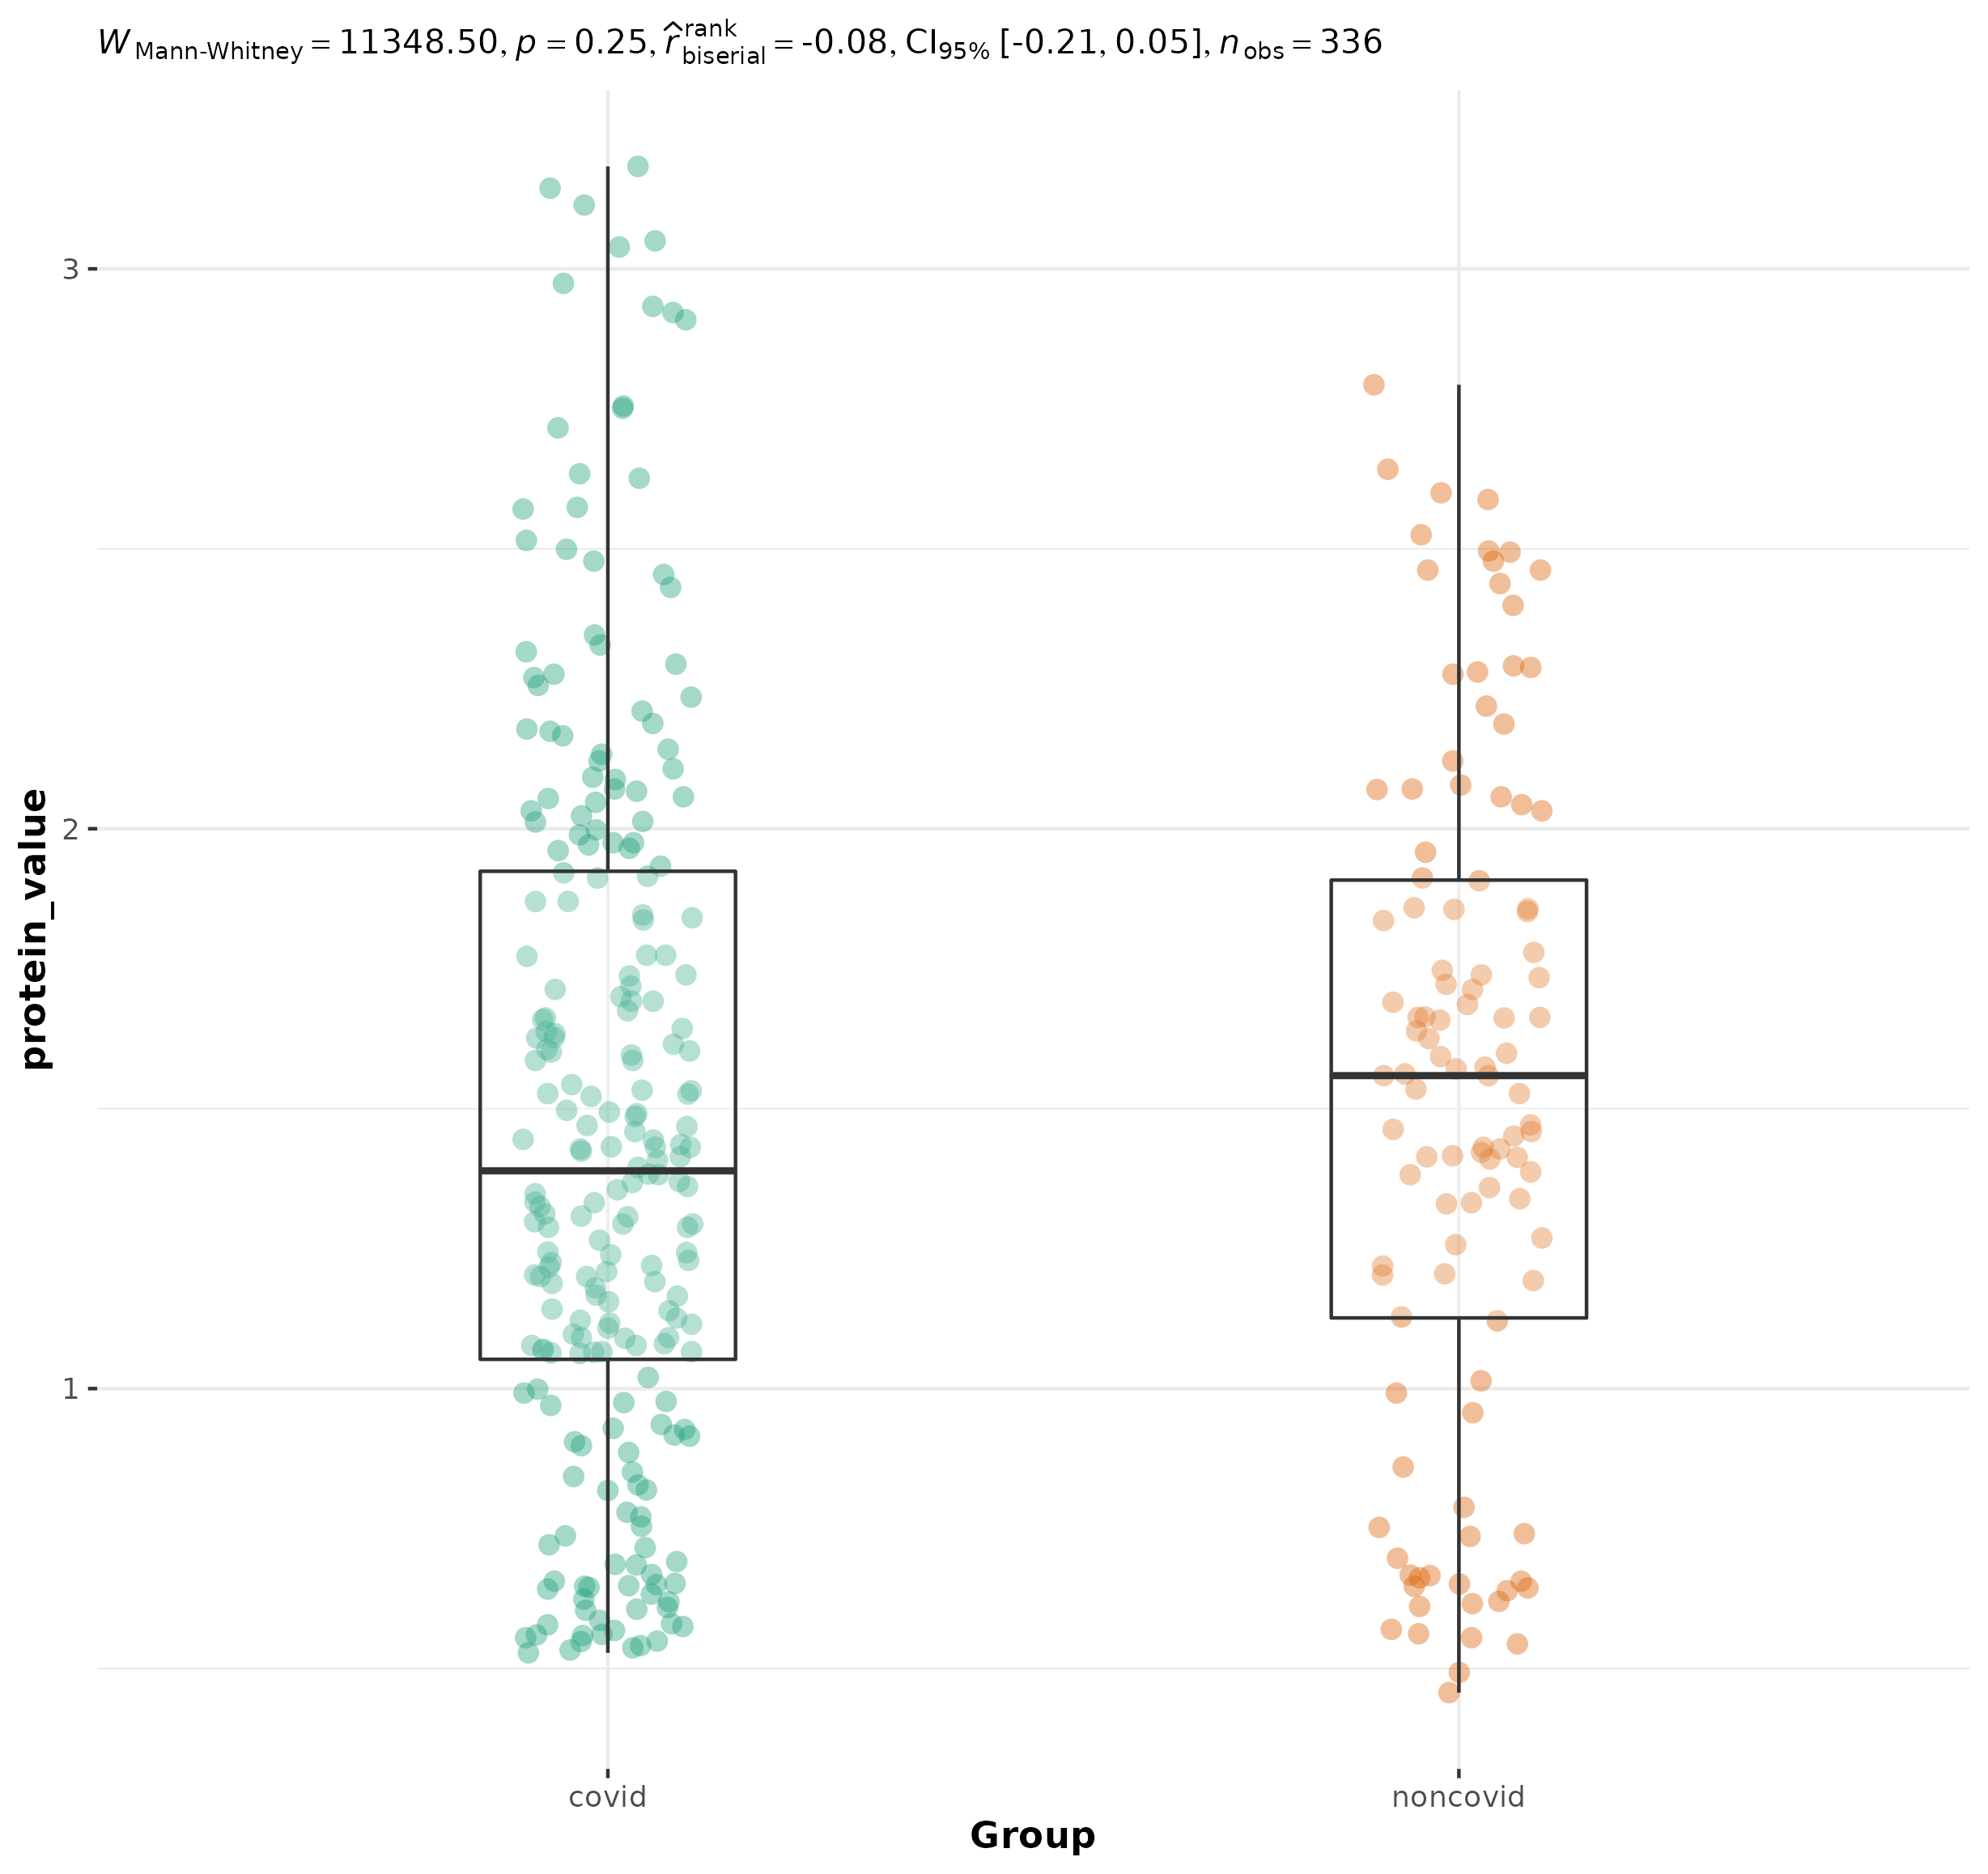 W Mann-Whitney = 11348.50, p = 0.25, r̂ rank biserial = -0.08, CI95% [-0.21, 0.05], n obs = 336
3
2
1
protein_value
covid noncovid
Group